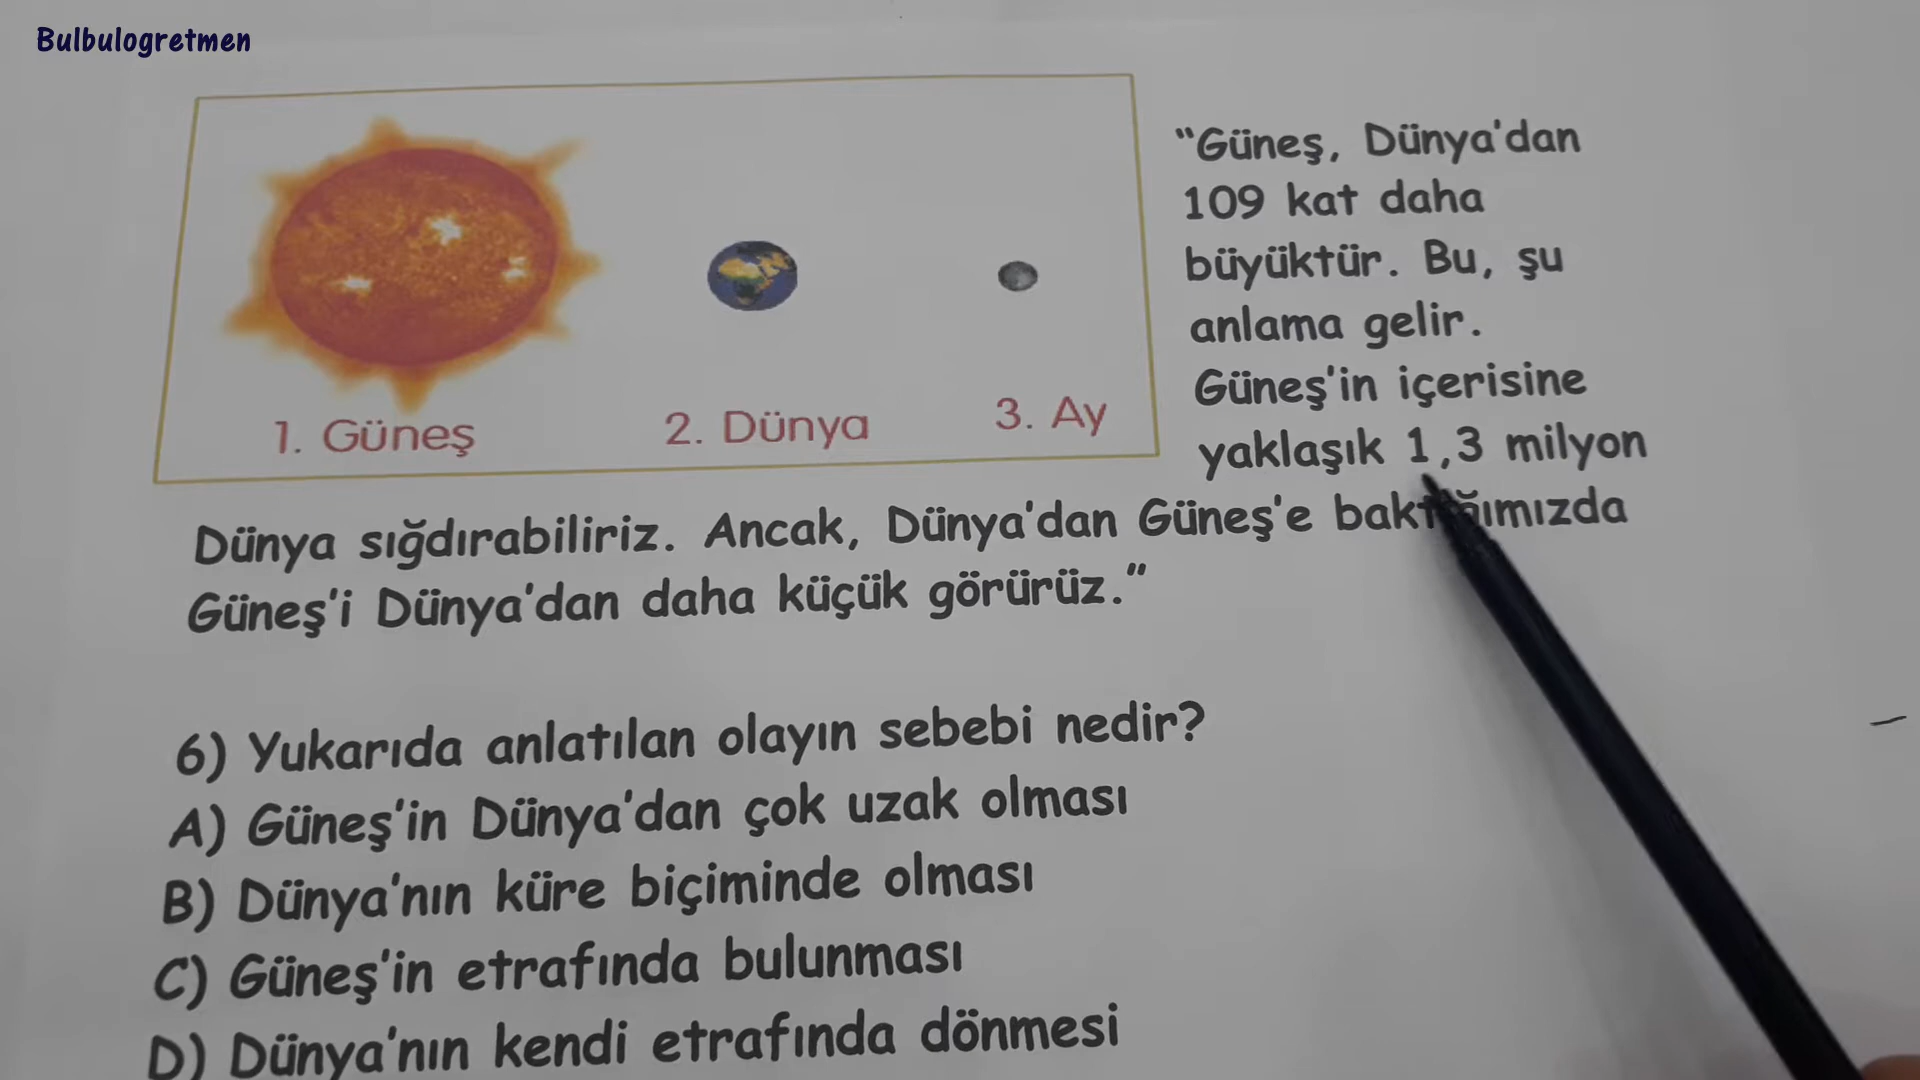 Bulbulogretmen
"Güneş, Dünya'dan
109 kat daha
büyüktür. Bu, şu
anlama gelir.
Güneş'in içerisine
yaklaşık 1,3 milyon
1. Güneş
2. Dünya
3. Ay
Dünya sığdırabiliriz. Ancak, Dünya'dan Güneş'e baktığımızda
Güneş'i Dünya'dan daha küçük görürüz."
6) Yukarıda anlatılan olayın sebebi nedir?
A) Güneş'in Dünya'dan çok uzak olması
B) Dünya'nın küre biçiminde olması
C) Güneş'in etrafında bulunması
D) Dünya'nın kendi etrafında dönmesi